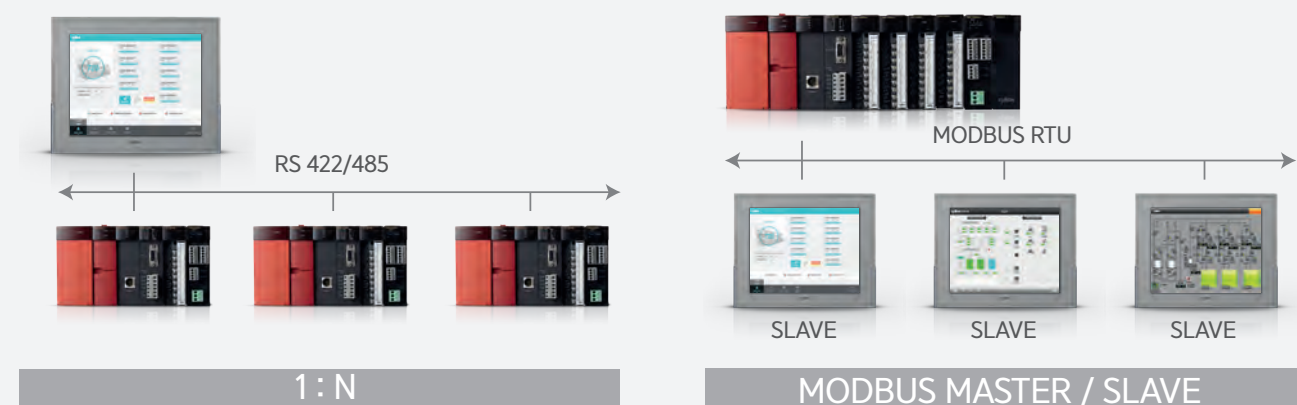 RS 422/485
1 : N
MODBUS RTU
SLAVE
SLAVE
SLAVE
MODBUS MASTER / SLAVE